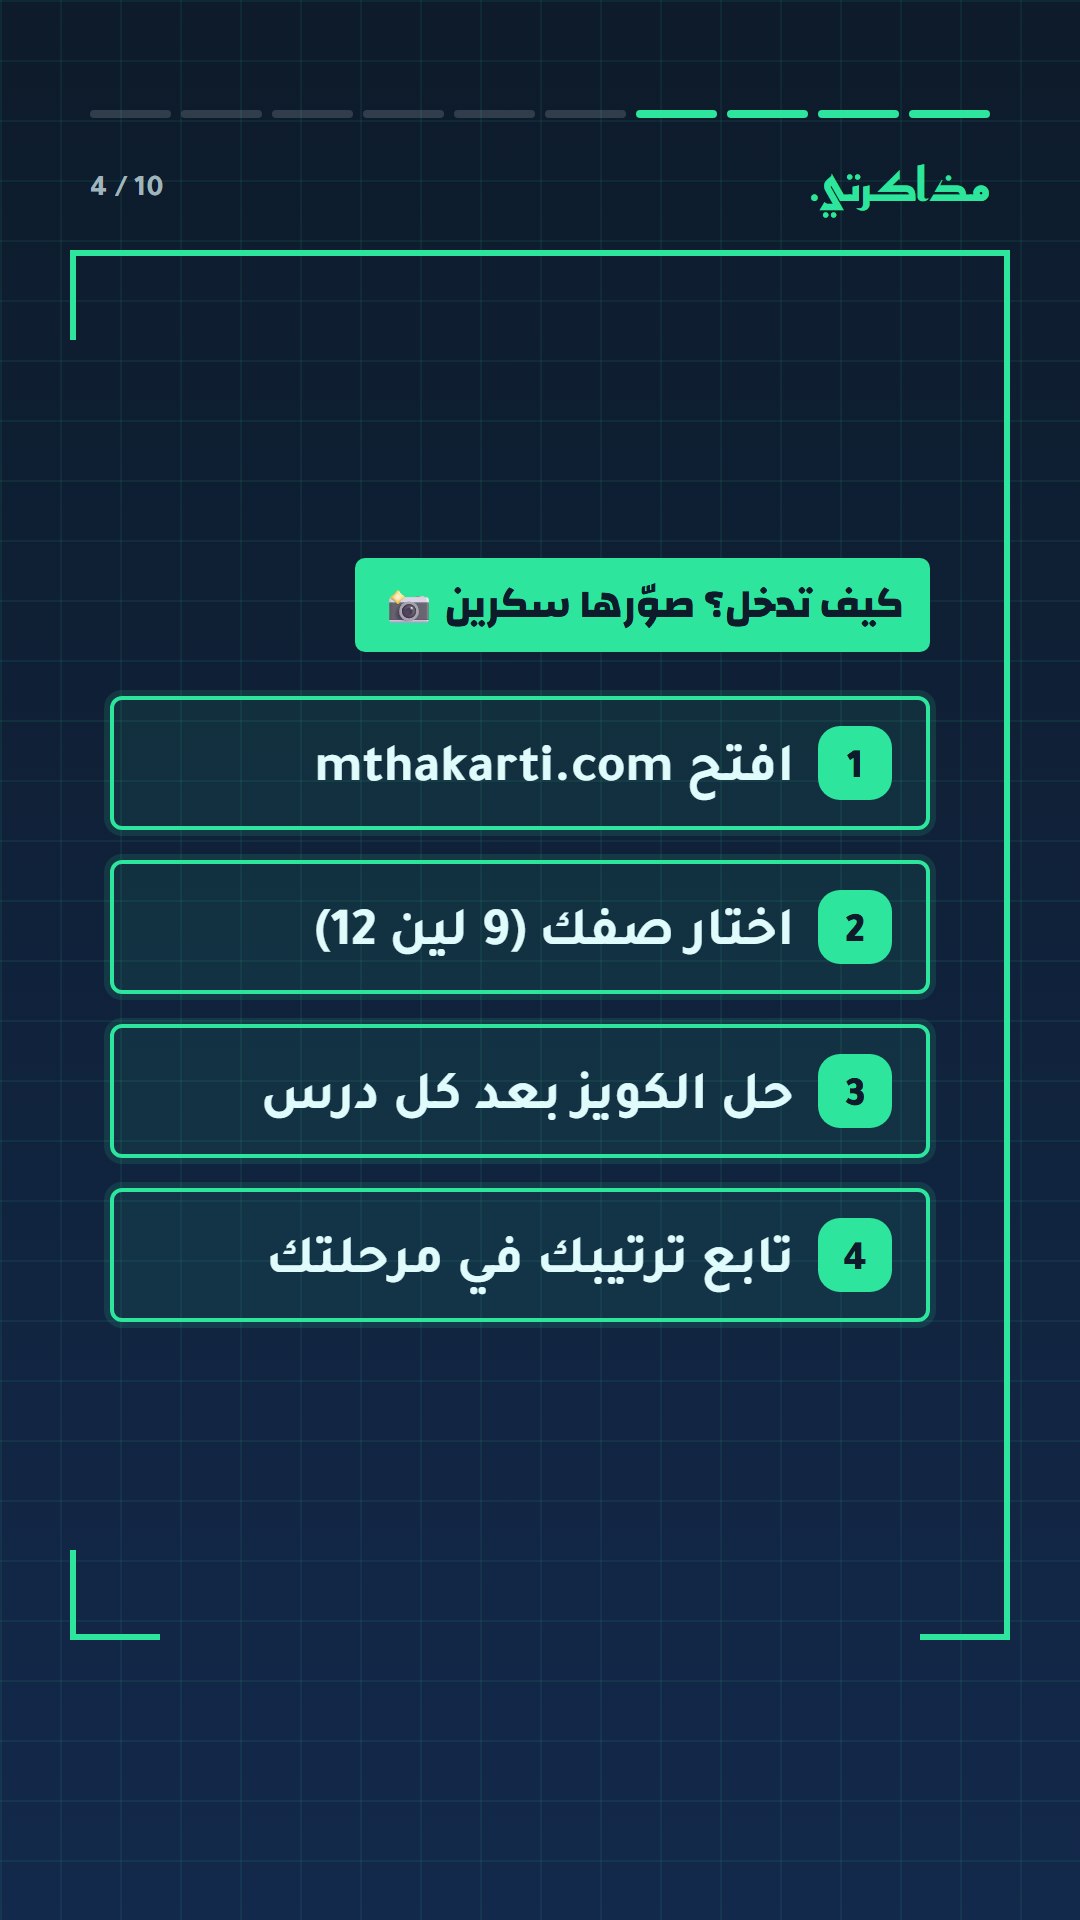 مذاكرتي.
4 / 10
كيف تدخل؟ صوّرها سكرين 📸
1 افتح mthakarti.com
2 اختار صفك (9 لين 12)
3 حل الكويز بعد كل درس
4 تابع ترتيبك في مرحلتك